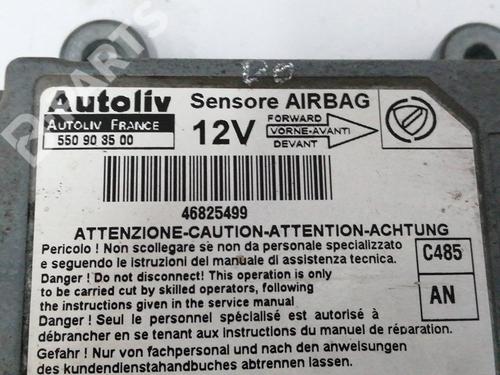 PARTS
Autoliv
Sensore AIRBAG
AUTOLIV FRANCE
550 90 35 00
12V
FORWARD
VORNE-AVANTI
DEVANT
46825499
ATTENZIONE-CAUTION-ATTENTION-ACHTUNG
Pericolo ! Non scollegare se non da personale specializzato
e seguendo le istruzioni del manuale di assistenza tecnica.
Danger ! Do not disconnect! This operation is only
to be carried out by skilled operators, following
the instructions given in the service manual
Danger ! Seul le personnel spécialisé est autorisé à
débrancher en se tenant aux instructions du manuel de réparation.
Gefahr ! Nur von fachpersonal und nach den anweisungen
des kundendienstahandbuches abtrennen lassen.
C485
AN